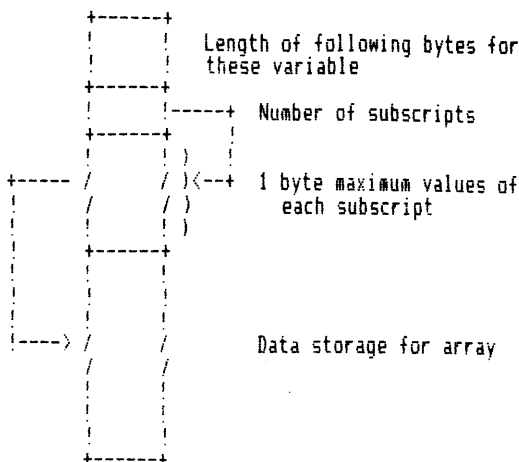 Length of following bytes for
these variable
Number of subscripts
1 byte maximum values of
each subscript
Data storage for array